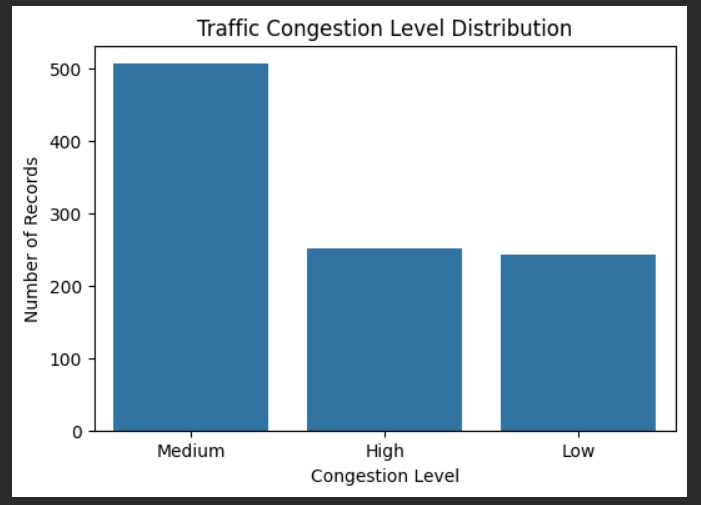 Traffic Congestion Level Distribution
Number of Records
500
400
300
200
100
0
Medium High Low
Congestion Level